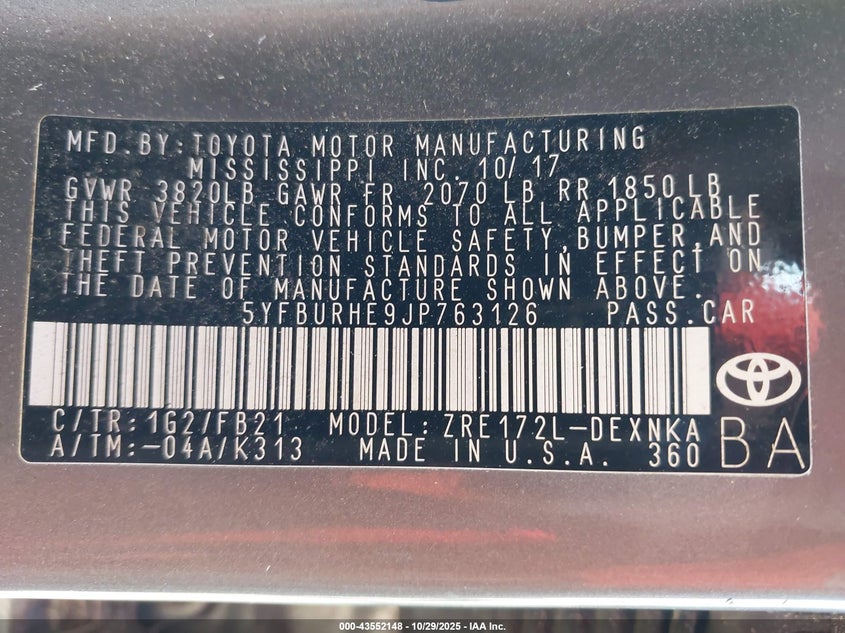 MFD.BY:TOYOTA MOTOR MANUFACTURING
MISSISSIPPI INC. 10/17
GVWR 3820LB GAWR FR 2070LB RR 1850LB
THIS VEHICLE CONFORMS TO ALL APPLICABLE
FEDERAL MOTOR VEHICLE SAFETY,BUMPER,AND
THEFT PREVENTION STANDARDS IN EFFECT ON
THE DATE OF MANUFACTURE SHOWN ABOVE.
5YFBURHE9JP763126 PASS.CAR
C/TR:1G2/FB21 MODEL:ZRE172L-DEXNKA
A/TM:-04A/K313 MADE IN U.S.A. 360 BA
000-43552148 - 10/29/2025 - IAA Inc.